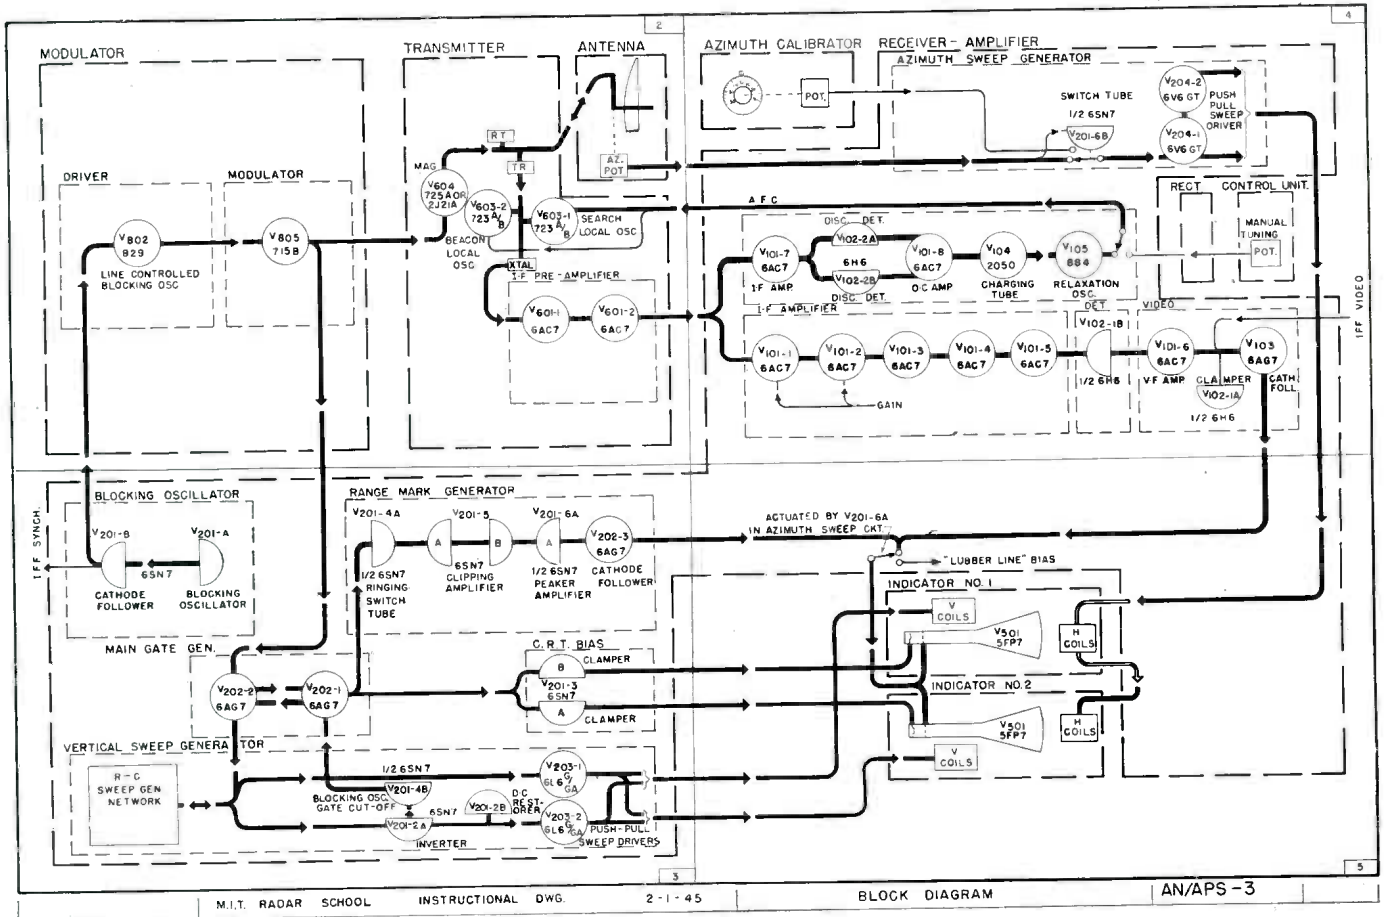 2
4
MODULATOR
TRANSMITTER
ANTENNA
AZIMUTH CALIBRATOR
RECEIVER-AMPLIFIER
AZIMUTH SWEEP GENERATOR
POT.
SWITCH TUBE
1/2 6SN7
V201-6B
V204-2
6V6 GT
V204-1
6V6 GT
PUSH
PULL
SWEEP
DRIVER
RT
TR
AZ.
POT
MAG
V604
725A OR
2J21A
V603-2
723 A/B
V603-1
723 A/B
SEARCH
LOCAL OSC
BEACON
LOCAL
OSC
XTAL
DRIVER
V802
829
LINE CONTROLLED
BLOCKING OSC
MODULATOR
V805
715B
I-F PRE-AMPLIFIER
V601-1
6AC7
V601-2
6AC7
A F C
DISC. DET.
V102-2A
6H6
V102-2B
DISC. DET.
V101-7
6AC7
I-F AMP.
V101-8
6AC7
D-C AMP
V104
2050
CHARGING
TUBE
V105
884
RELAXATION
OSC.
RECT
CONTROL UNIT.
MANUAL
TUNING
POT.
IFF VIDEO
I-F AMPLIFIER
V101-1
6AC7
V101-2
6AC7
V101-3
6AC7
V101-4
6AC7
V101-5
6AC7
GAIN
DET
V102-1B
1/2 6H6
VIDEO
V101-6
6AC7
V-F AMP.
CLAMPER
V102-1A
1/2 6H6
V103
6AG7
CATH.
FOLL.
BLOCKING OSCILLATOR
V201-B
V201-A
6SN7
CATHODE
FOLLOWER
BLOCKING
OSCILLATOR
IFF SYNCH.
RANGE MARK GENERATOR
V201-4A
1/2 6SN7
RINGING
SWITCH
TUBE
V201-5
A
B
6SN7
CLIPPING
AMPLIFIER
V201-6A
A
1/2 6SN7
PEAKER
AMPLIFIER
V202-3
6AG7
CATHODE
FOLLOWER
ACTUATED BY V201-6A
IN AZIMUTH SWEEP CKT.
"LUBBER LINE" BIAS
MAIN GATE GEN.
V202-2
6AG7
V202-1
6AG7
C.R.T. BIAS
B
CLAMPER
V201-3
6SN7
A
CLAMPER
INDICATOR NO. 1
V
COILS
V501
5FP7
H
COILS
INDICATOR NO. 2
V501
5FP7
V
COILS
H
COILS
VERTICAL SWEEP GENERATOR
R-C
SWEEP GEN
NETWORK
1/2 6SN7
BLOCKING OSC.
GATE CUT-OFF
V201-4B
6SN7
V201-2A
INVERTER
V201-2B
D-C
REST-
ORER
V203-1
GL6 G/GA
V203-2
GL6 G/GA
PUSH-PULL
SWEEP DRIVERS
3
5
M.I.T. RADAR SCHOOL INSTRUCTIONAL DWG. 2-1-45 BLOCK DIAGRAM AN/APS-3